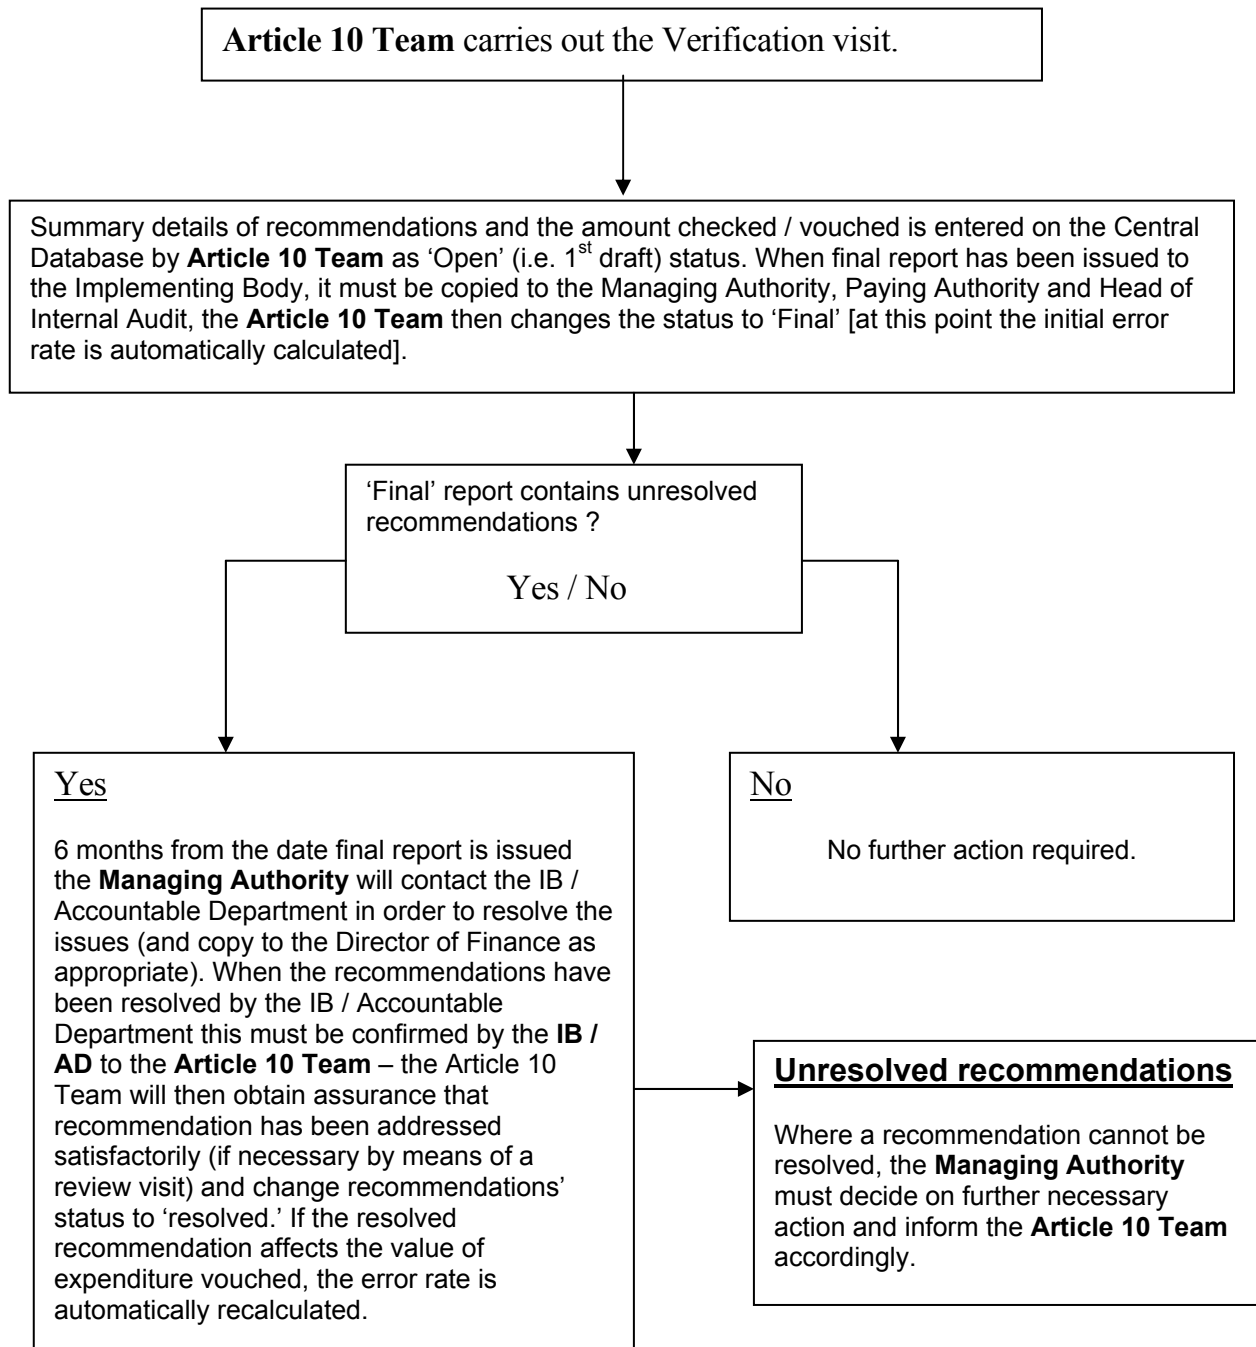 Article 10 Team carries out the Verification visit.
Summary details of recommendations and the amount checked / vouched is entered on the Central
Database by Article 10 Team as ‘Open’ (i.e. 1st draft) status. When final report has been issued to
the Implementing Body, it must be copied to the Managing Authority, Paying Authority and Head of
Internal Audit, the Article 10 Team then changes the status to ‘Final’ [at this point the initial error
rate is automatically calculated].
‘Final’ report contains unresolved
recommendations ?
Yes / No
Yes
6 months from the date final report is issued
the Managing Authority will contact the IB /
Accountable Department in order to resolve the
issues (and copy to the Director of Finance as
appropriate). When the recommendations have
been resolved by the IB / Accountable
Department this must be confirmed by the IB /
AD to the Article 10 Team – the Article 10
Team will then obtain assurance that
recommendation has been addressed
satisfactorily (if necessary by means of a
review visit) and change recommendations’
status to ‘resolved.’ If the resolved
recommendation affects the value of
expenditure vouched, the error rate is
automatically recalculated.
No
No further action required.
Unresolved recommendations
Where a recommendation cannot be
resolved, the Managing Authority
must decide on further necessary
action and inform the Article 10 Team
accordingly.